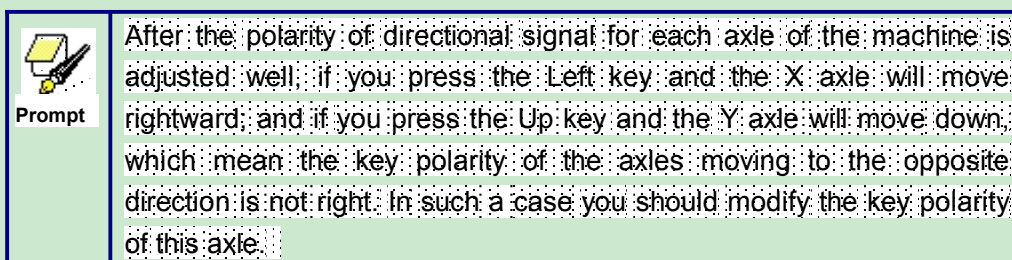 After the polarity of directional signal for each axle of the machine is
adjusted well, if you press the Left key and the X axle will move
Prompt
rightward; and if you press the Up key and the Y axle will move down,
which mean the key polarity of the axles moving to the opposite
direction is not right. In such a case you should modify the key polarity
of this axle.